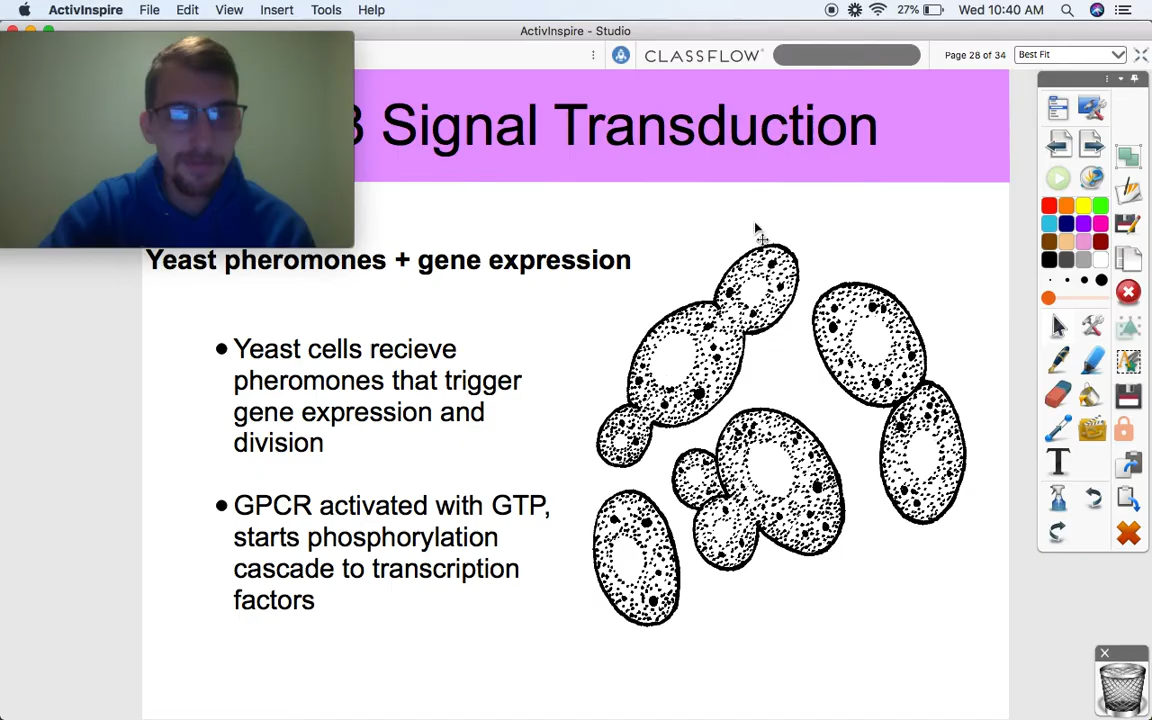 ActivInspire File Edit View Insert Tools Help 27% Wed 10:40 AM
ActivInspire - Studio
CLASSFLOW Page 28 of 34 Best Fit
Signal Transduction
Yeast pheromones + gene expression
• Yeast cells recieve
pheromones that trigger
gene expression and
division
• GPCR activated with GTP,
starts phosphorylation
cascade to transcription
factors